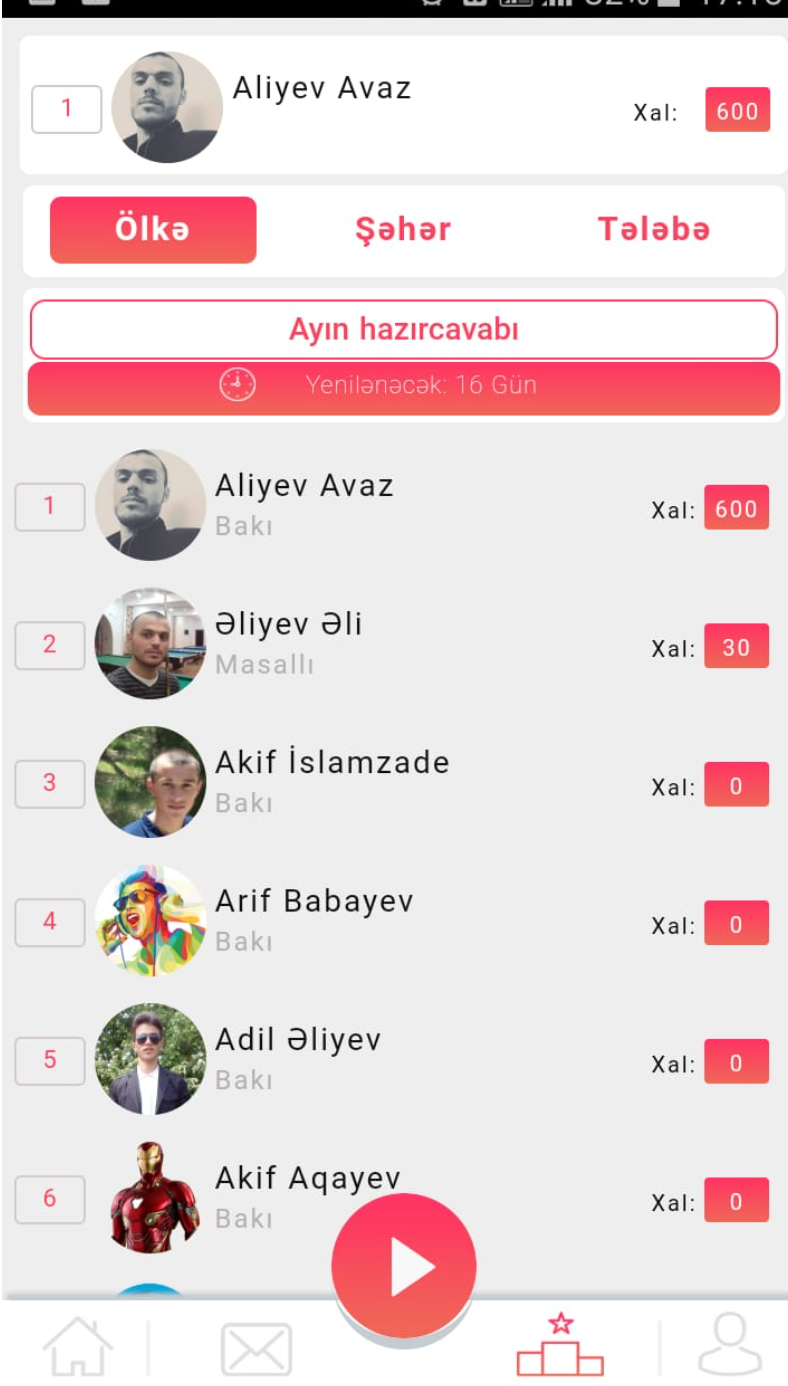 1
Aliyev Avaz
Xal: 600
Ölkə Şəhər Tələbə
Ayın hazırcavabı
Yenilənəcək: 16 Gün
1
Aliyev Avaz
Bakı
Xal: 600
2
Əliyev Əli
Masallı
Xal: 30
3
Akif İslamzade
Bakı
Xal: 0
4
Arif Babayev
Bakı
Xal: 0
5
Adil Əliyev
Bakı
Xal: 0
6
Akif Aqayev
Bakı
Xal: 0